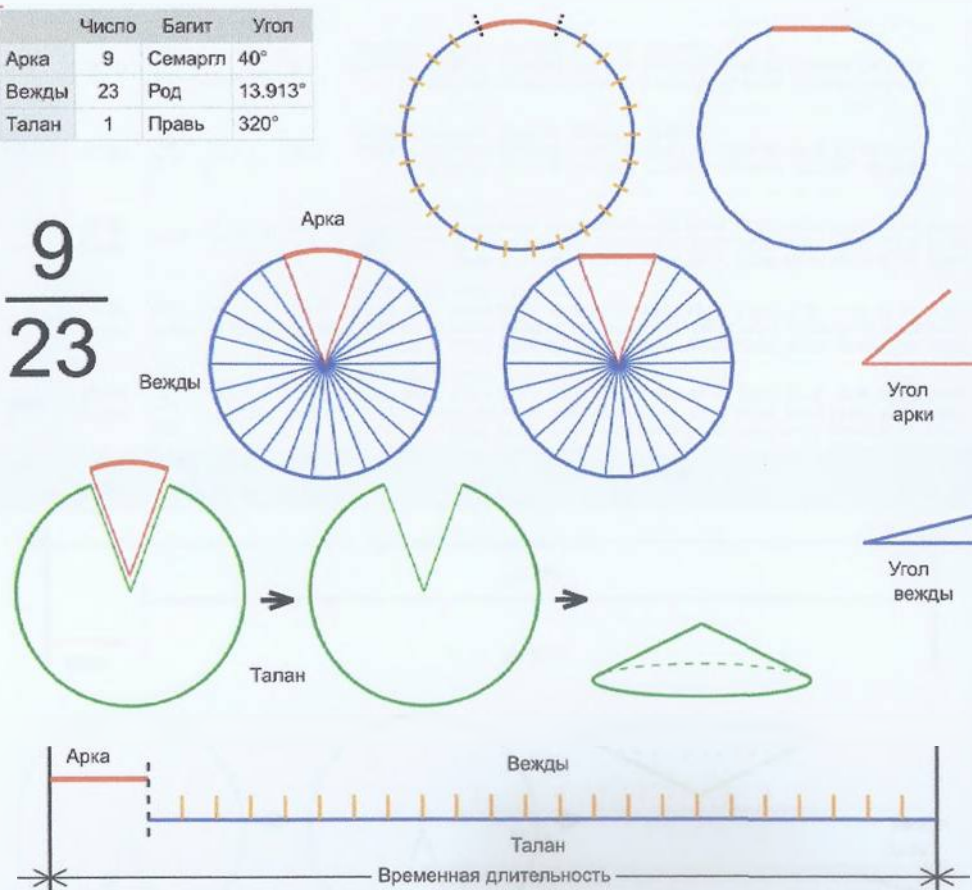 Число Багит Угол
Арка 9 Семаргл 40°
Вежды 23 Род 13.913°
Талан 1 Правь 320°
9
23
Арка
Вежды
Угол
арки
Угол
вежды
Талан
Арка
Вежды
Талан
Временная длительность